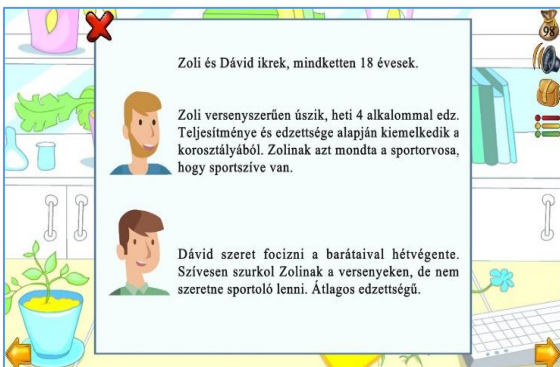 98
Zoli és Dávid ikrek, mindketten 18 évesek.
Zoli versenyszerűen úszik, heti 4 alkalommal edz.
Teljesítménye és edzettsége alapján kiemelkedik a
korosztályából. Zolinak azt mondta a sportorvosa,
hogy sportszíve van.
Dávid szeret focizni a barátaival hétvégente.
Szívesen szurkol Zolinak a versenyeken, de nem
szeretne sportoló lenni. Átlagos edzettségű.